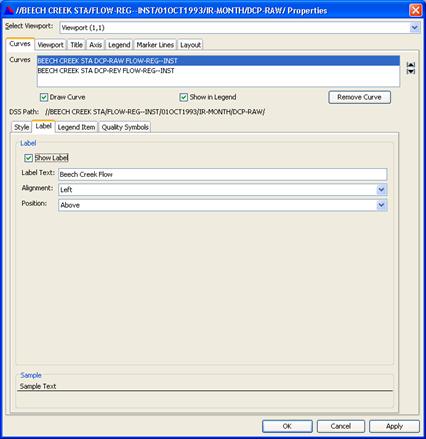 //BEECH CREEK STA/FLOW-REG--INST/01OCT1993/IR-MONTH/DCP-RAW/ Properties
Select Viewport: Viewport (1,1)
Curves Viewport Title Axis Legend Marker Lines Layout
Curves BEECH CREEK STA DCP-RAW FLOW-REG--INST
BEECH CREEK STA DCP-REV FLOW-REG--INST
Draw Curve Show in Legend Remove Curve
DSS Path: //BEECH CREEK STA/FLOW-REG--INST/01OCT1993/IR-MONTH/DCP-RAW/
Style Label Legend Item Quality Symbols
Label
Show Label
Label Text: Beech Creek Flow
Alignment: Left
Position: Above
Sample
Sample Text
OK Cancel Apply